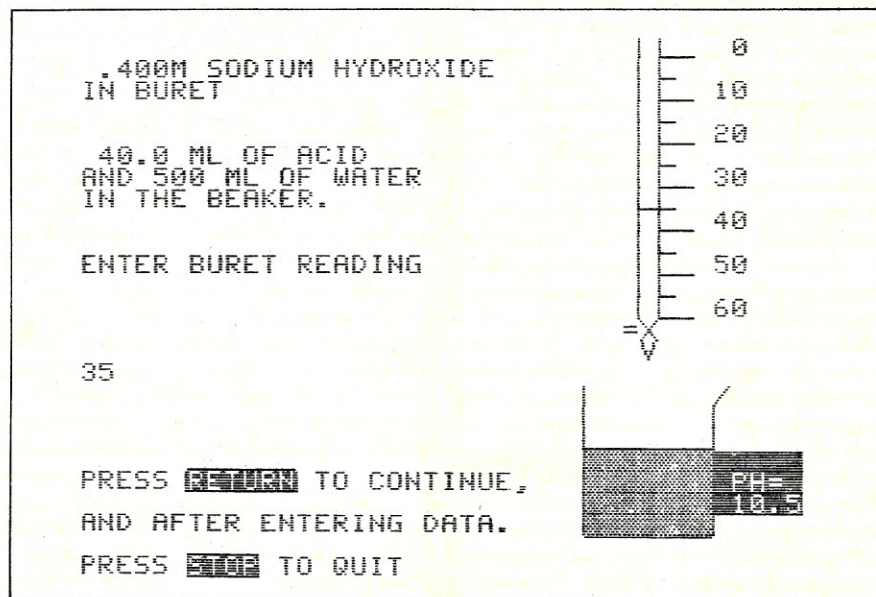 .400M SODIUM HYDROXIDE
IN BURET
40.0 ML OF ACID
AND 500 ML OF WATER
IN THE BEAKER.
ENTER BURET READING
35
PRESS RETURN TO CONTINUE,
AND AFTER ENTERING DATA.
PRESS STOP TO QUIT
0
10
20
30
40
50
60
=
PH=
10.5